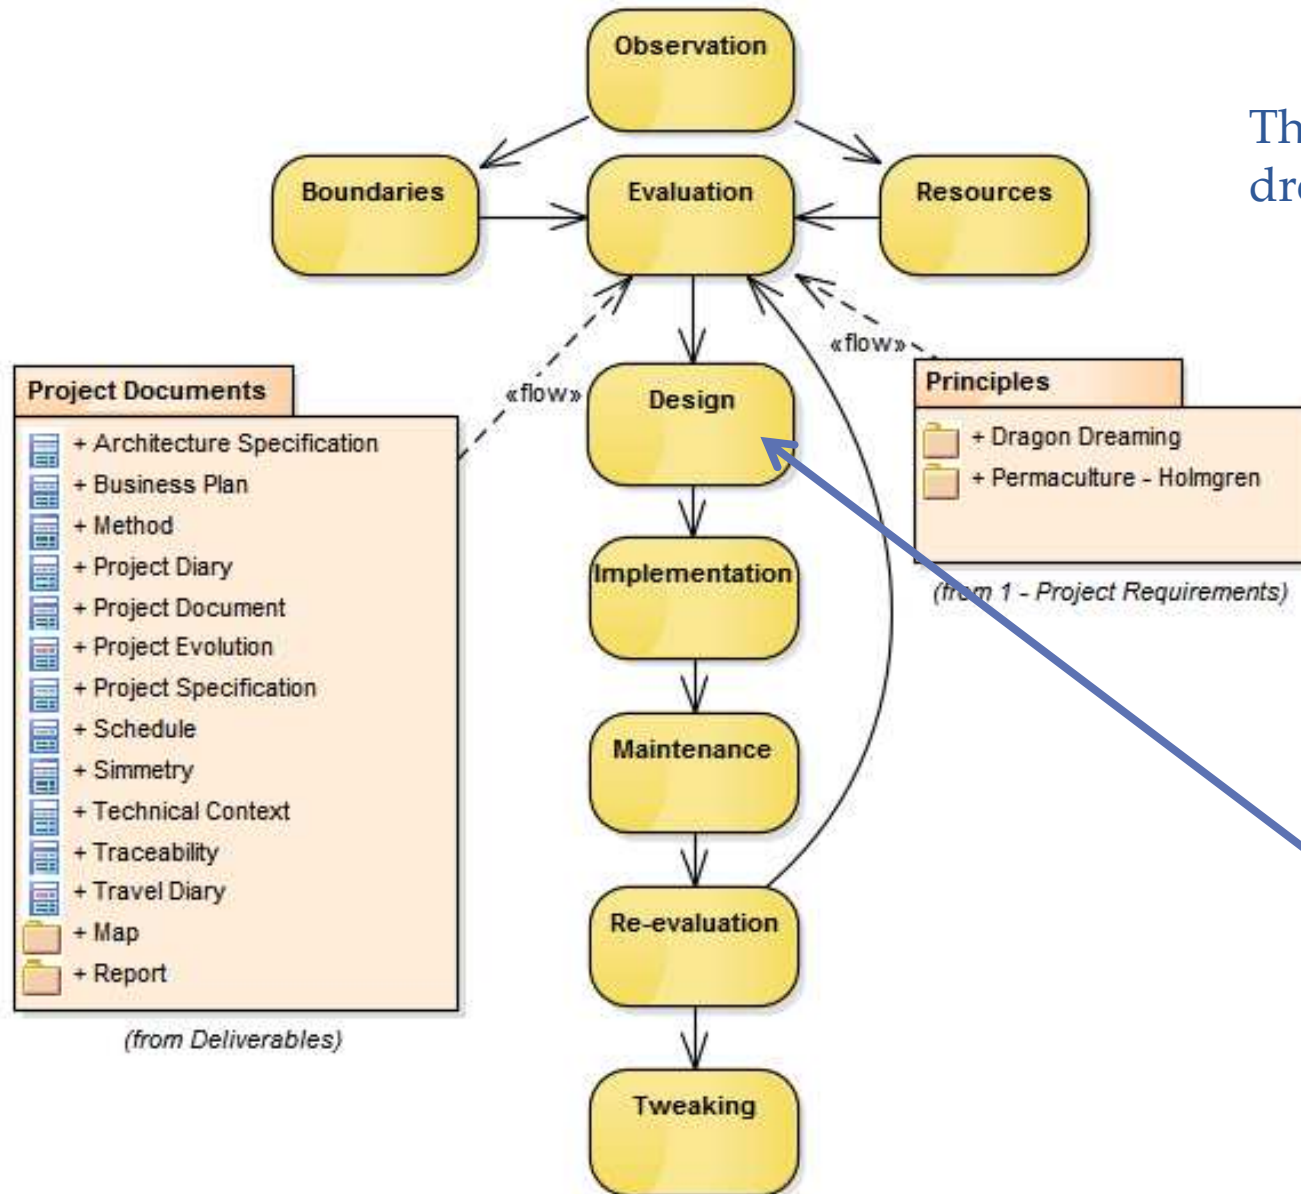 Observation
Boundaries
Evaluation
Resources
«flow»
«flow»
Project Documents
+ Architecture Specification
+ Business Plan
+ Method
+ Project Diary
+ Project Document
+ Project Evolution
+ Project Specification
+ Schedule
+ Simmetry
+ Technical Context
+ Traceability
+ Travel Diary
+ Map
+ Report
(from Deliverables)
Design
Principles
+ Dragon Dreaming
+ Permaculture - Holmgren
(from 1 - Project Requirements)
Implementation
Maintenance
Re-evaluation
Tweaking